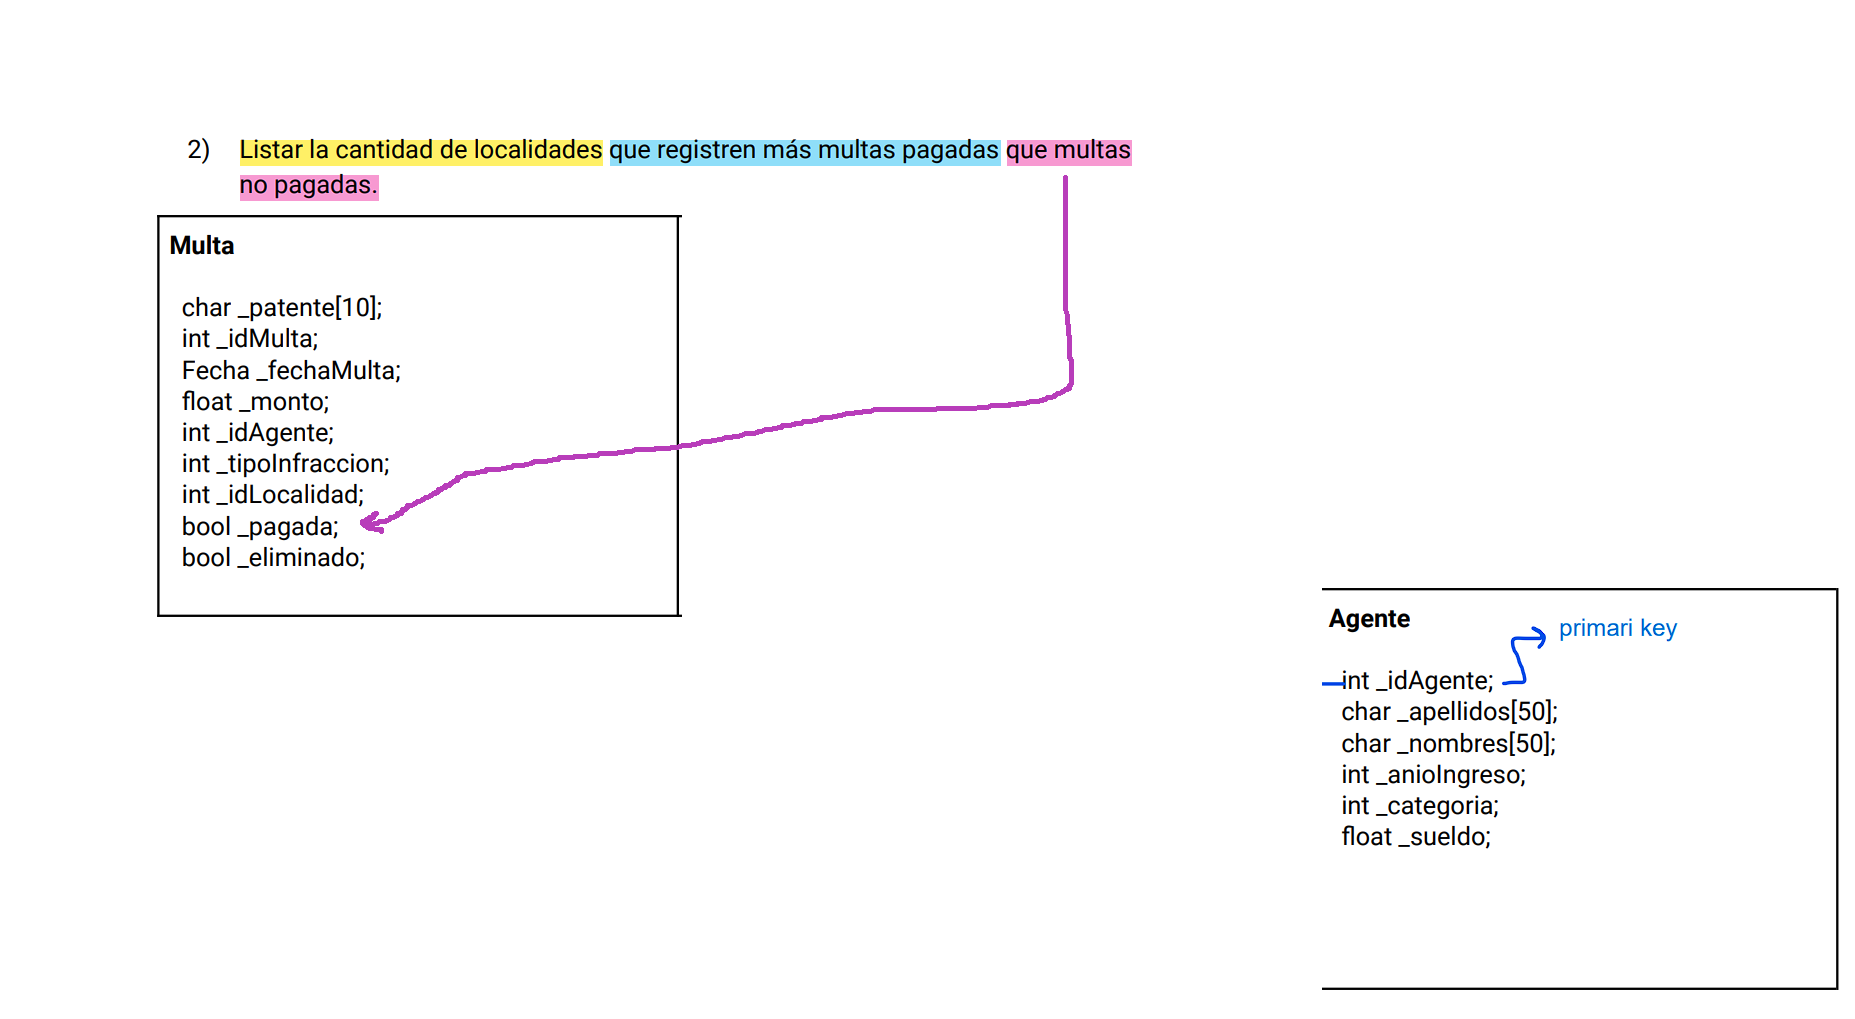 2) Listar la cantidad de localidades que registren más multas pagadas que multas
no pagadas.
Multa
char _patente[10];
int _idMulta;
Fecha _fechaMulta;
float _monto;
int _idAgente;
int _tipoInfraccion;
int _idLocalidad;
bool _pagada;
bool _eliminado;
Agente
primari key
int _idAgente;
char _apellidos[50];
char _nombres[50];
int _anioIngreso;
int _categoria;
float _sueldo;